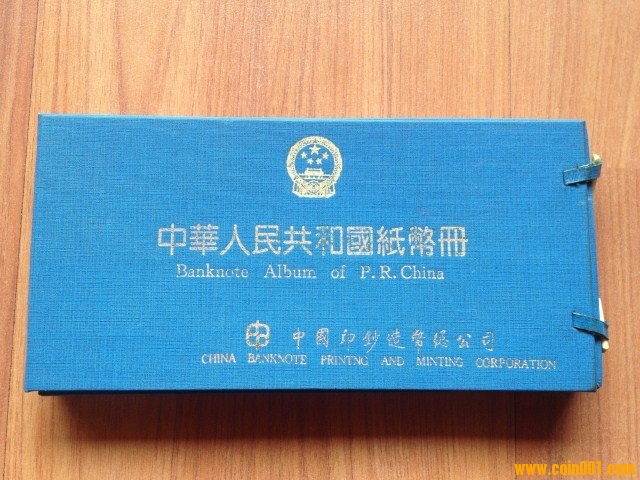 中華人民共和國紙幣冊
Banknote Album of P.R.China
中國印鈔造幣總公司
CHINA BANKNOTE PRINTNG AND MINTING CORPORATION
www.coin001.com